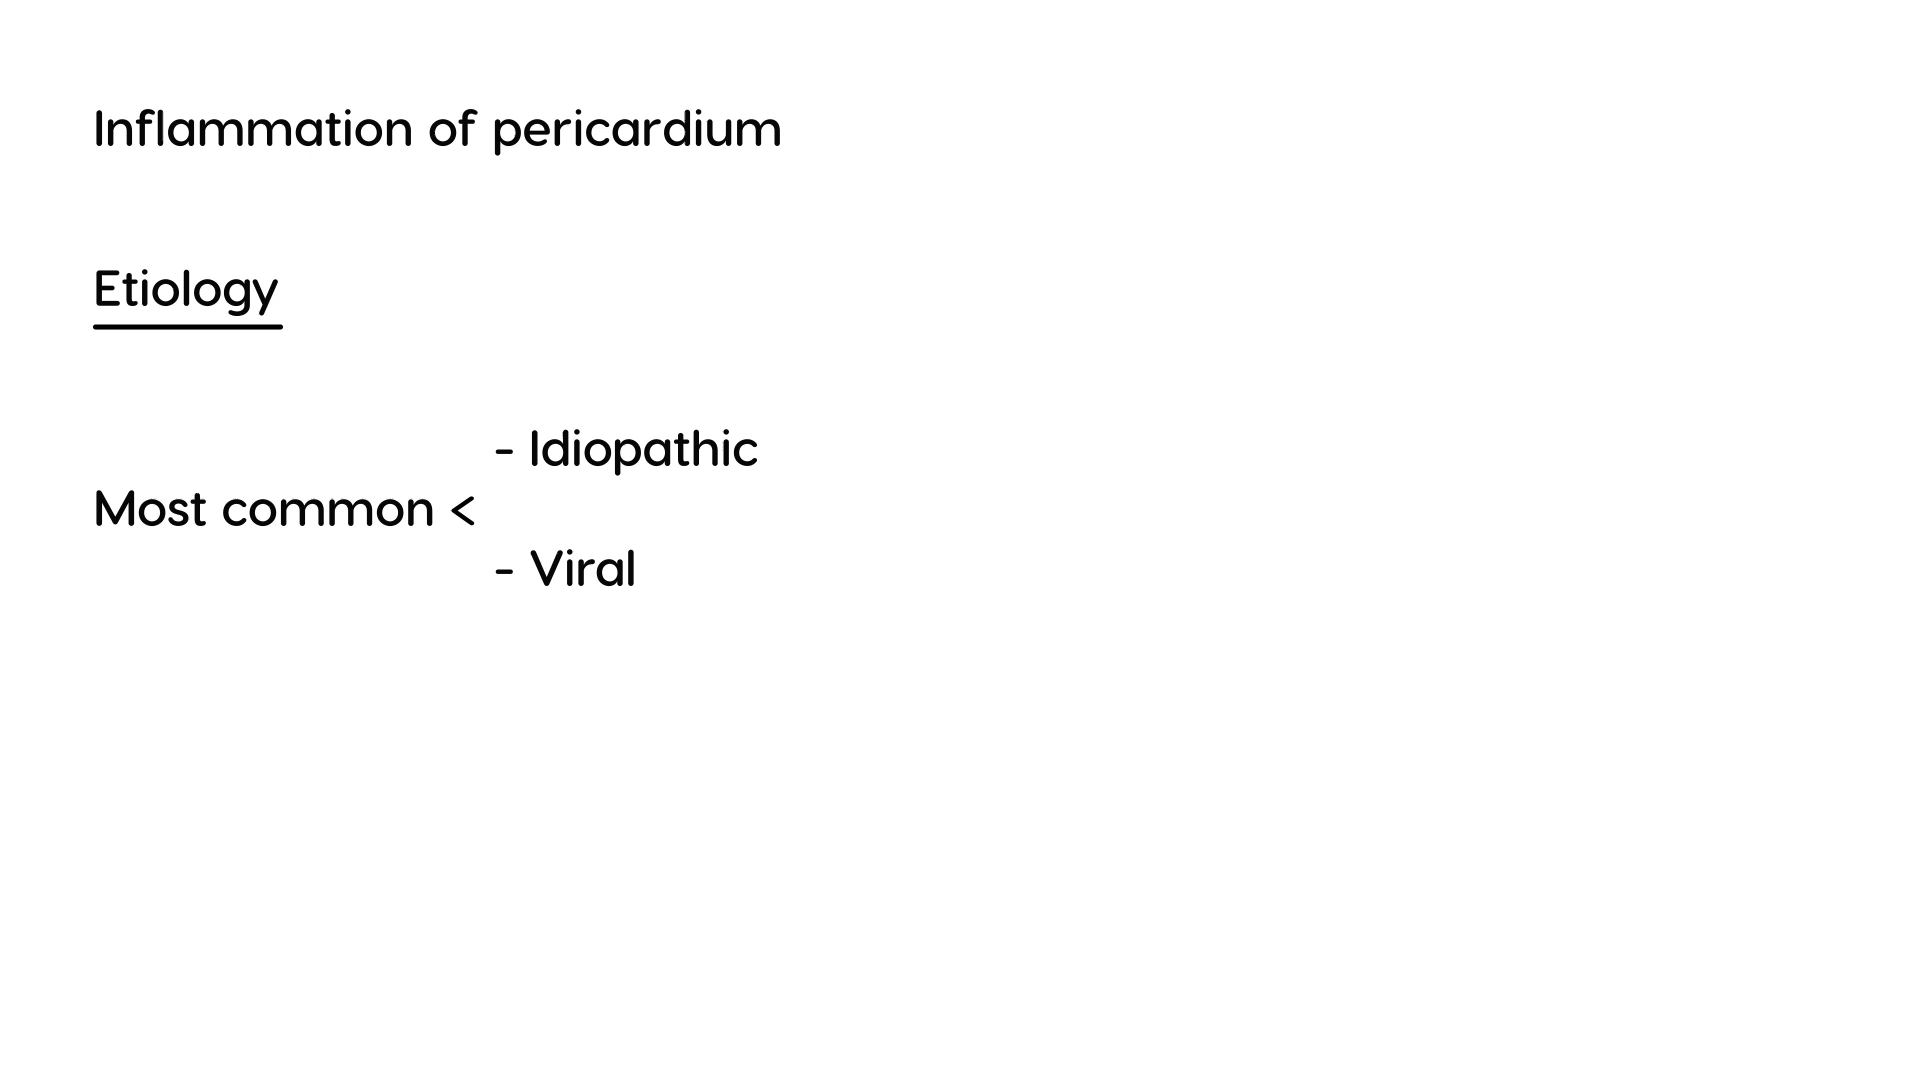 Inflammation of pericardium
Etiology
- Idiopathic
Most common <
- Viral